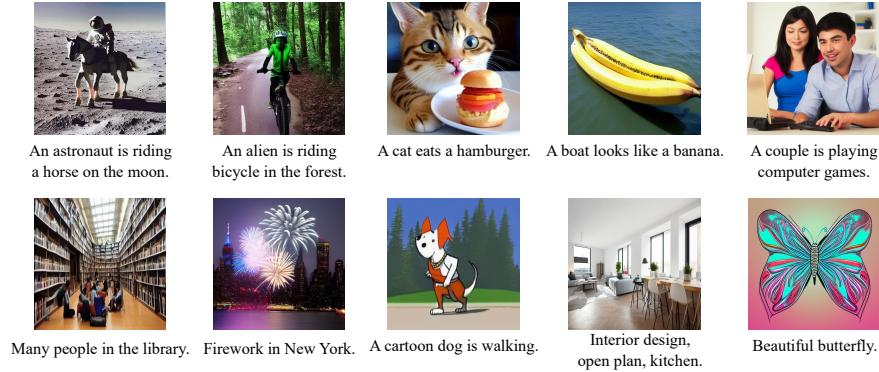 An astronaut is riding
a horse on the moon.
An alien is riding
bicycle in the forest.
A cat eats a hamburger.
A boat looks like a banana.
A couple is playing
computer games.
Many people in the library.
Firework in New York.
A cartoon dog is walking.
Interior design,
open plan, kitchen.
Beautiful butterfly.